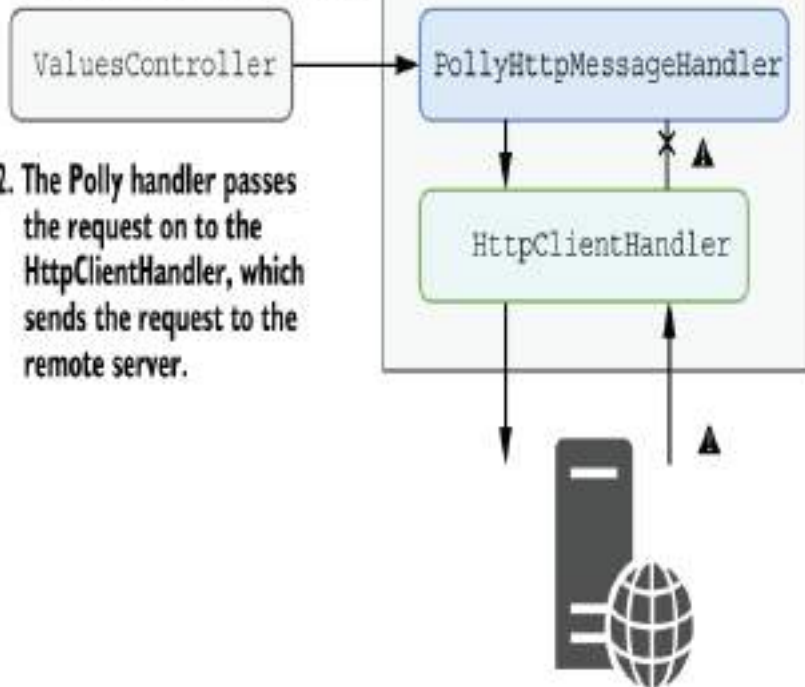 ValuesController
PollyHttpMessageHandler
2. The Polly handler passes
the request on to the
HttpClientHandler, which
sends the request to the
remote server.
HttpClientHandler